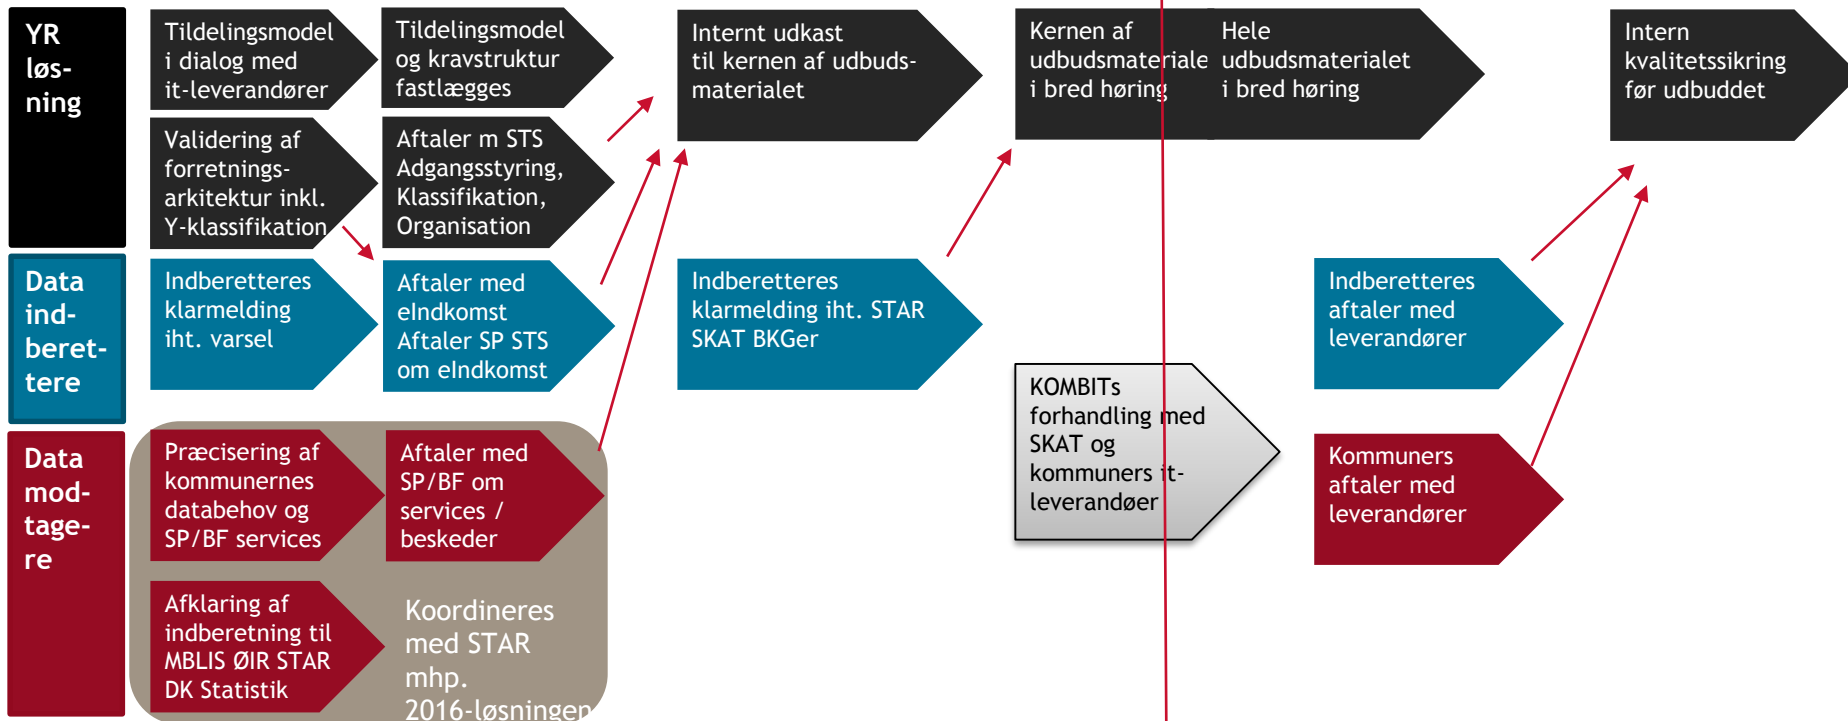 YR
løs-
ning
Tildelingsmodel
i dialog med
it-leverandører
Tildelingsmodel
og kravstruktur
fastlægges
Internt udkast
til kernen af udbuds-
materialet
Kernen af
udbudsmateriale
i bred høring
Hele
udbudsmaterialet
i bred høring
Intern
kvalitetssikring
før udbuddet
Validering af
forretnings-
arkitektur inkl.
Y-klassifikation
Aftaler m STS
Adgangsstyring,
Klassifikation,
Organisation
Data
ind-
beret-
tere
Indberetteres
klarmelding
iht. varsel
Aftaler med
eIndkomst
Aftaler SP STS
om eIndkomst
Indberetteres
klarmelding iht. STAR
SKAT BKGer
Indberetteres
aftaler med
leverandører
KOMBITs
forhandling med
SKAT og
kommuners it-
leverandøer
Data
mod-
tage-
re
Præcisering af
kommunernes
databehov og
SP/BF services
Aftaler med
SP/BF om
services /
beskeder
Kommuners
aftaler med
leverandører
Afklaring af
indberetning til
MBLIS ØIR STAR
DK Statistik
Koordineres
med STAR
mhp.
2016-løsningen